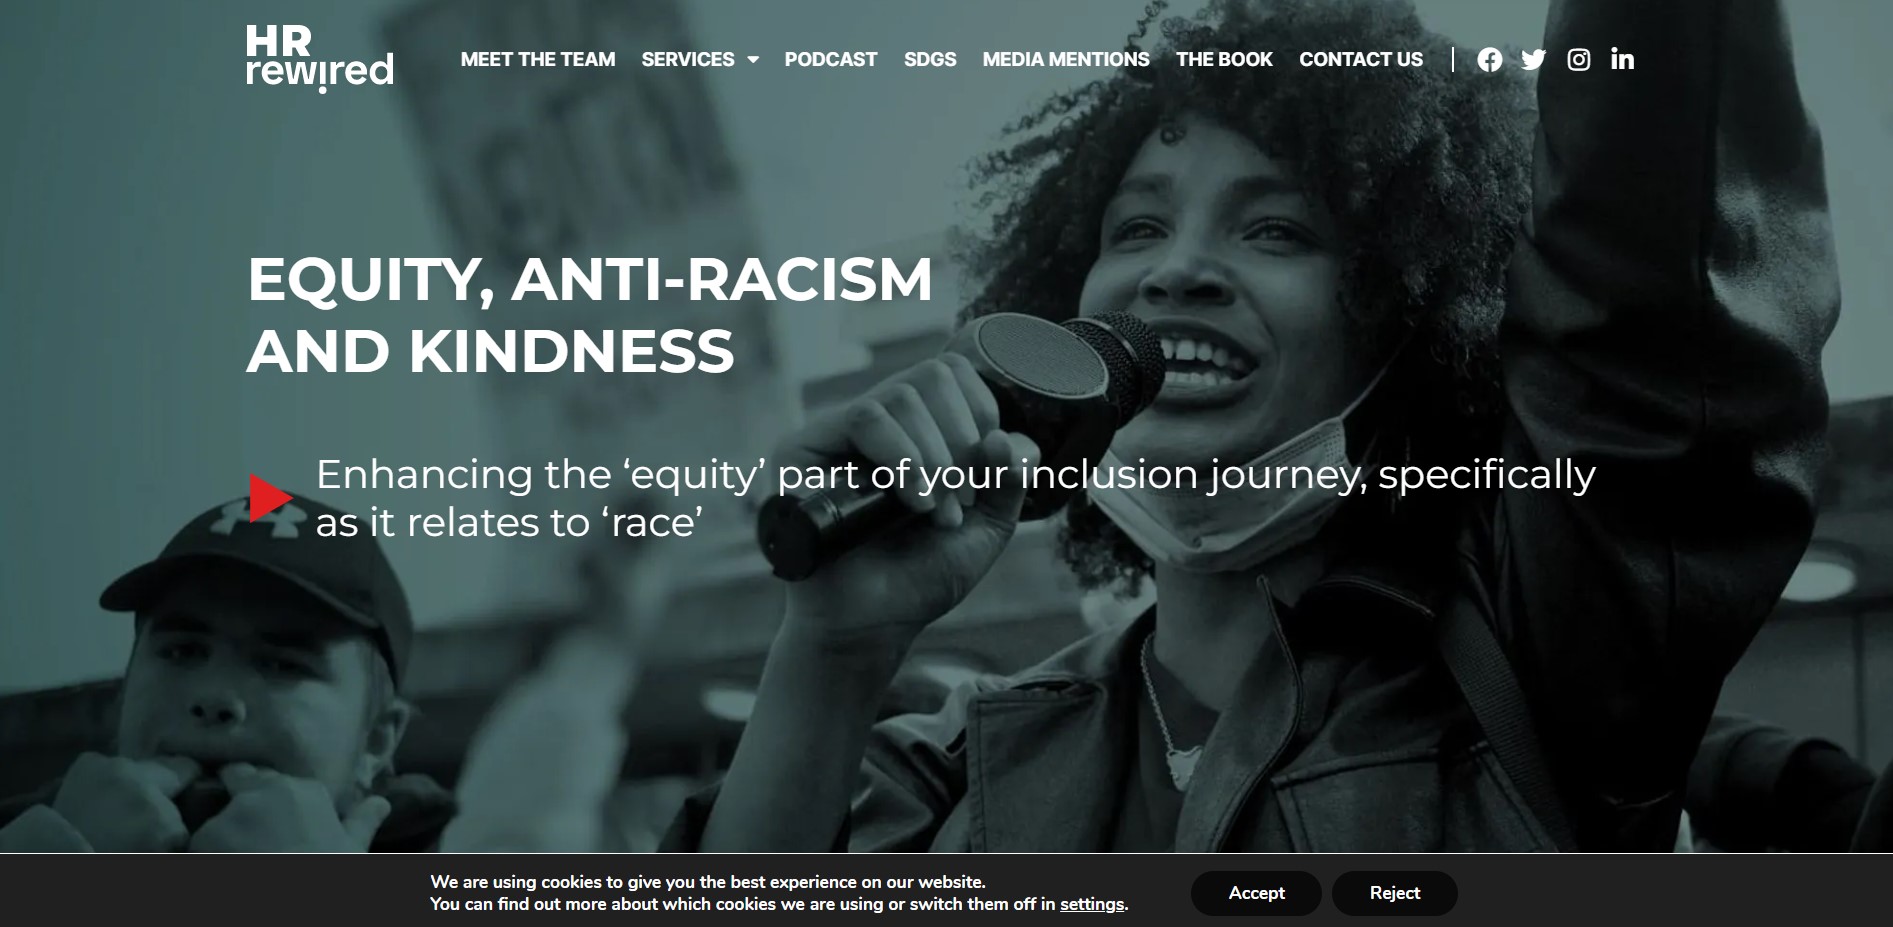 HR
rewired
MEET THE TEAM SERVICES PODCAST SDGS MEDIA MENTIONS THE BOOK CONTACT US
EQUITY, ANTI-RACISM
AND KINDNESS
Enhancing the ‘equity’ part of your inclusion journey, specifically
as it relates to ‘race’
We are using cookies to give you the best experience on our website.
You can find out more about which cookies we are using or switch them off in settings.
Accept Reject